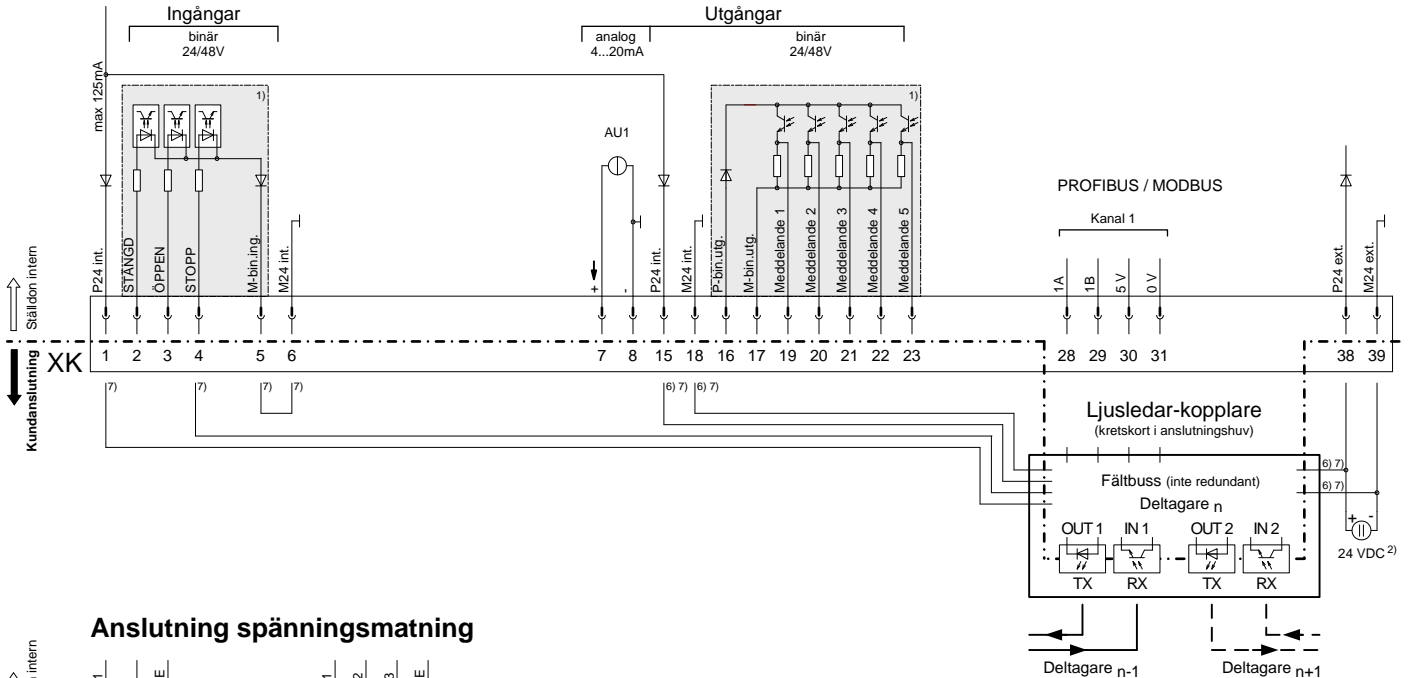 Ingångar
Utgångar
binär
24/48V
analog
4...20mA
binär
24/48V
max 125mA
1)
1)
AU1
PROFIBUS / MODBUS
Kanal 1
P24 int.
STÄNGD
ÖPPEN
STOPP
M-bin.ing.
M24 int.
+
-
P24 int.
M24 int.
P-bin.utg.
M-bin.utg.
Meddelande 1
Meddelande 2
Meddelande 3
Meddelande 4
Meddelande 5
1A
1B
5 V
0 V
P24 ext.
M24 ext.
Ställdon intern
Kundanslutning
XK
1 2 3 4 5 6 7 8 15 18 16 17 19 20 21 22 23 28 29 30 31 38 39
7) 7) 7) 7) 6) 7) 6) 7)
Ljusledar-kopplare
(kretskort i anslutningshuv)
Fältbuss (inte redundant)
Deltagare n
6) 7)
6) 7)
OUT 1 IN 1 OUT 2 IN 2
TX RX TX RX
+ -
24 VDC 2)
Deltagare n-1
Deltagare n+1
Anslutning spänningsmatning
intern
1
E
1
2
3
E